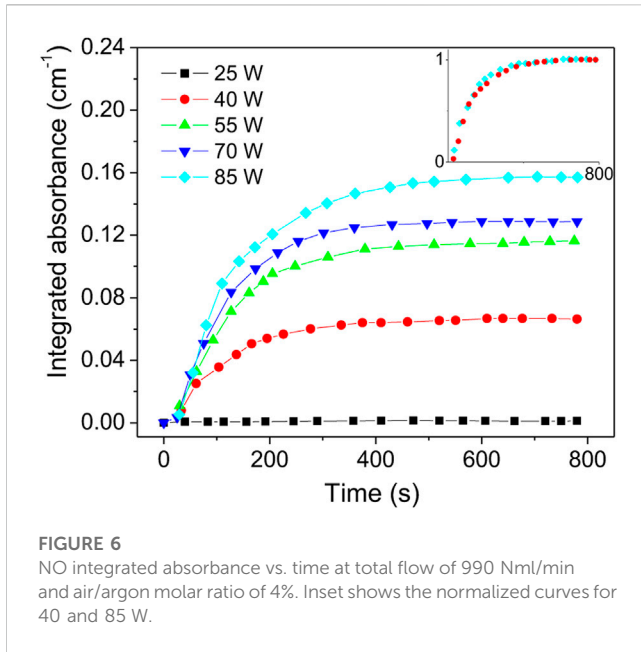 0.24
0.20
0.16
0.12
0.08
0.04
0.00
Integrated absorbance (cm⁻¹)
25 W
40 W
55 W
70 W
85 W
1
0
800
0
200
400
600
800
Time (s)
FIGURE 6
NO integrated absorbance vs. time at total flow of 990 Nml/min
and air/argon molar ratio of 4%. Inset shows the normalized curves for
40 and 85 W.